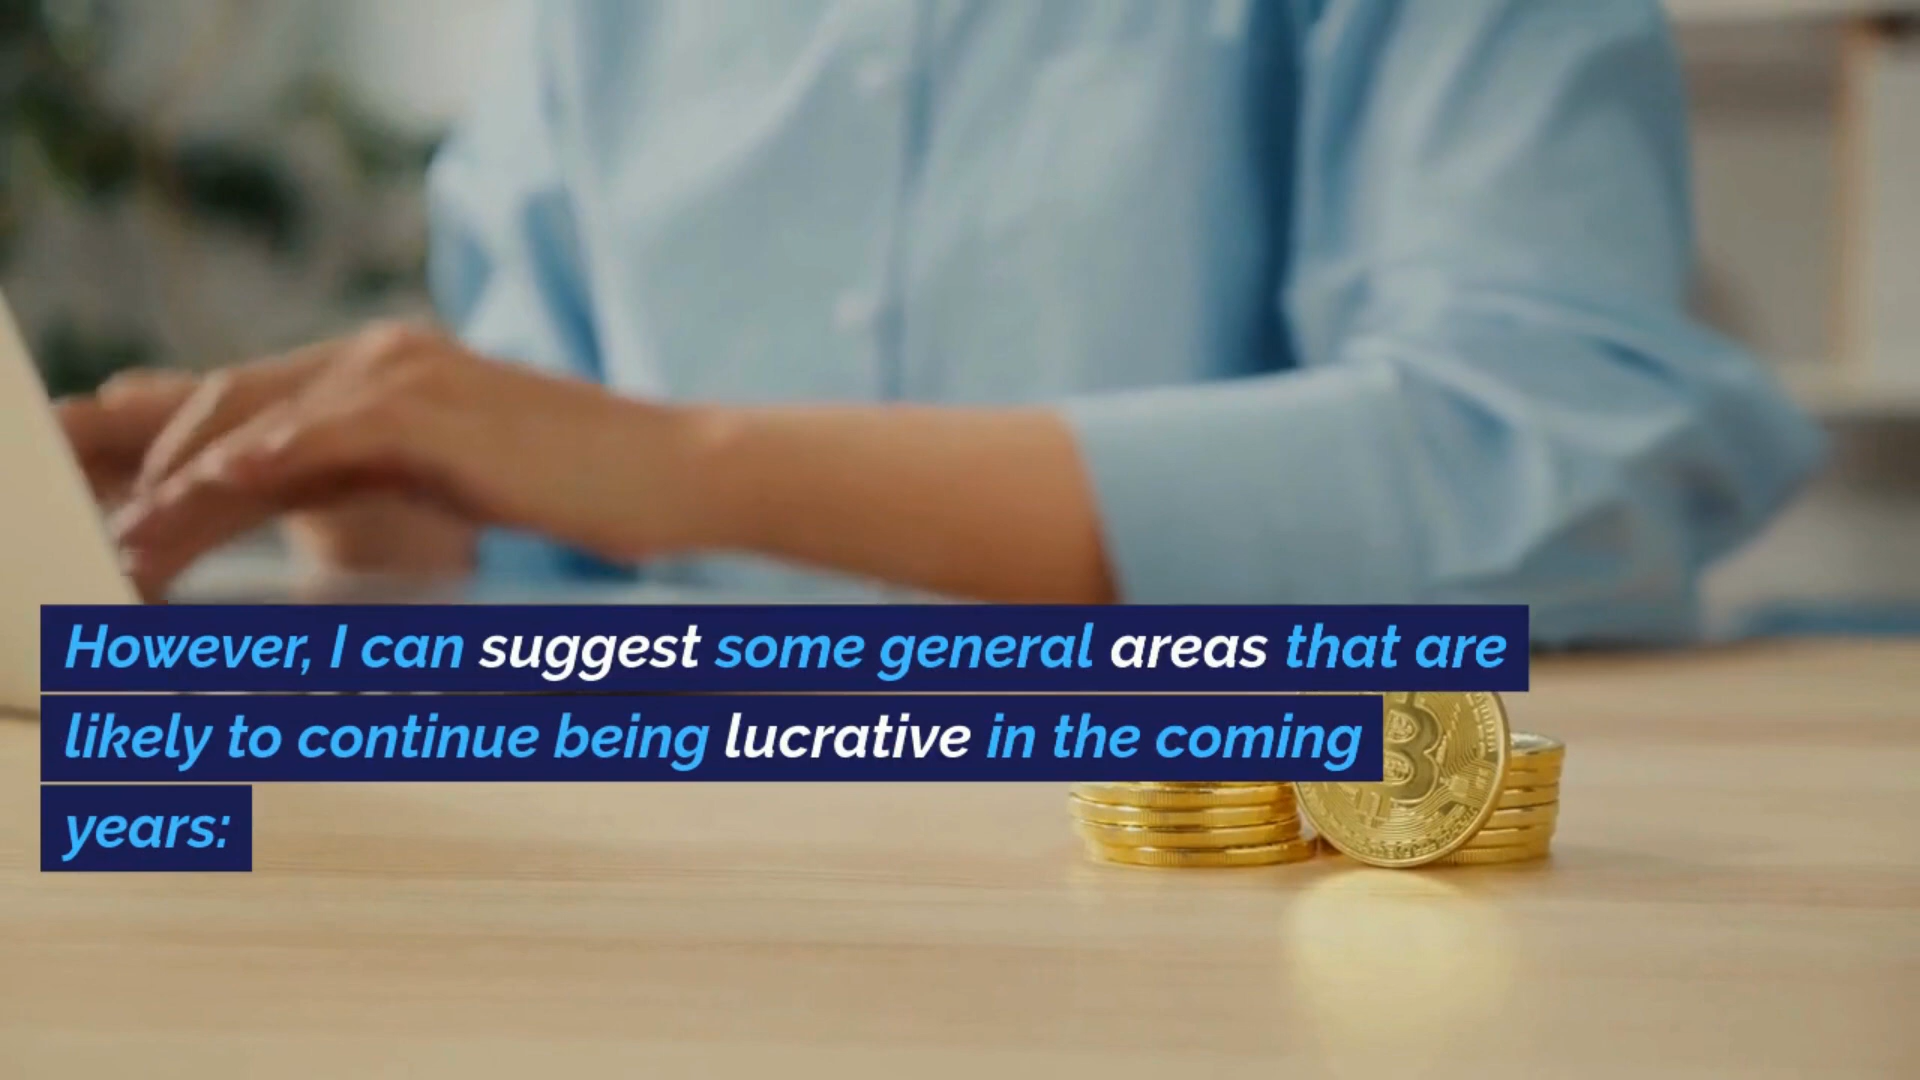 However, I can suggest some general areas that are
likely to continue being lucrative in the coming
years: